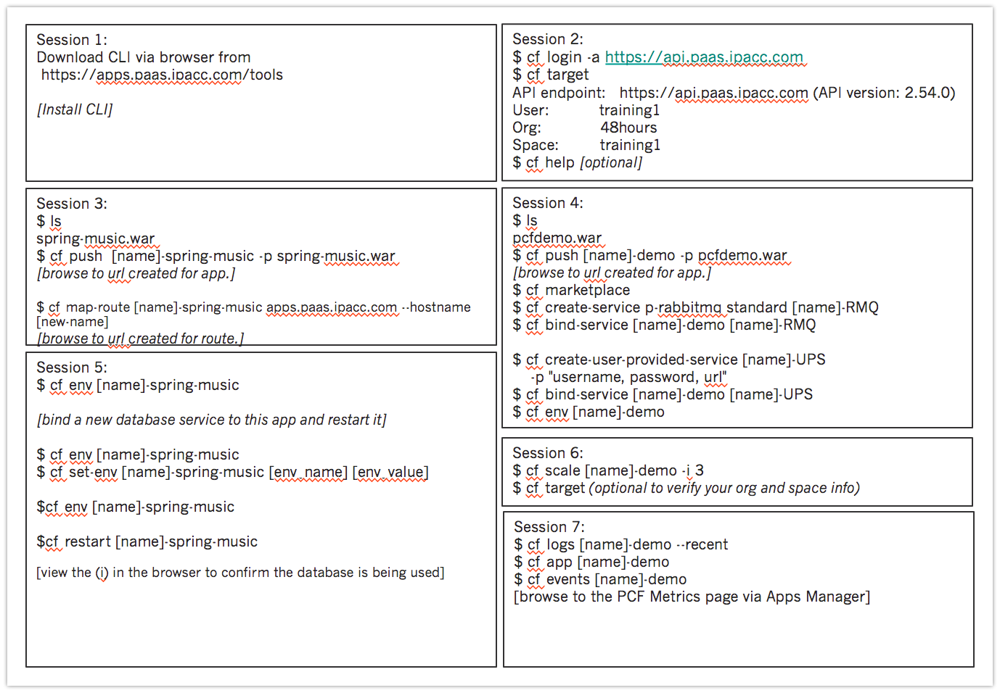 Session 1:
Download CLI via browser from
https://apps.paas.ipacc.com/tools
[Install CLI]
Session 2:
$ cf login -a https://api.paas.ipacc.com
$ cf target
API endpoint: https://api.paas.ipacc.com (API version: 2.54.0)
User: training1
Org: 48hours
Space: training1
$ cf help [optional]
Session 3:
$ ls
spring-music.war
$ cf push [name]-spring-music -p spring-music.war
[browse to url created for app.]
$ cf map-route [name]-spring-music apps.paas.ipacc.com --hostname
[new-name]
[browse to url created for route.]
Session 4:
$ ls
pcfdemo.war
$ cf push [name]-demo -p pcfdemo.war
[browse to url created for app.]
$ cf marketplace
$ cf create-service p-rabbitmq standard [name]-RMQ
$ cf bind-service [name]-demo [name]-RMQ
$ cf create-user-provided-service [name]-UPS
-p "username, password, url"
$ cf bind-service [name]-demo [name]-UPS
$ cf env [name]-demo
Session 5:
$ cf env [name]-spring-music
[bind a new database service to this app and restart it]
$ cf env [name]-spring-music
$ cf set-env [name]-spring-music [env_name] [env_value]
$cf env [name]-spring-music
$cf restart [name]-spring-music
[view the (i) in the browser to confirm the database is being used]
Session 6:
$ cf scale [name]-demo -i 3
$ cf target (optional to verify your org and space info)
Session 7:
$ cf logs [name]-demo --recent
$ cf app [name]-demo
$ cf events [name]-demo
[browse to the PCF Metrics page via Apps Manager]